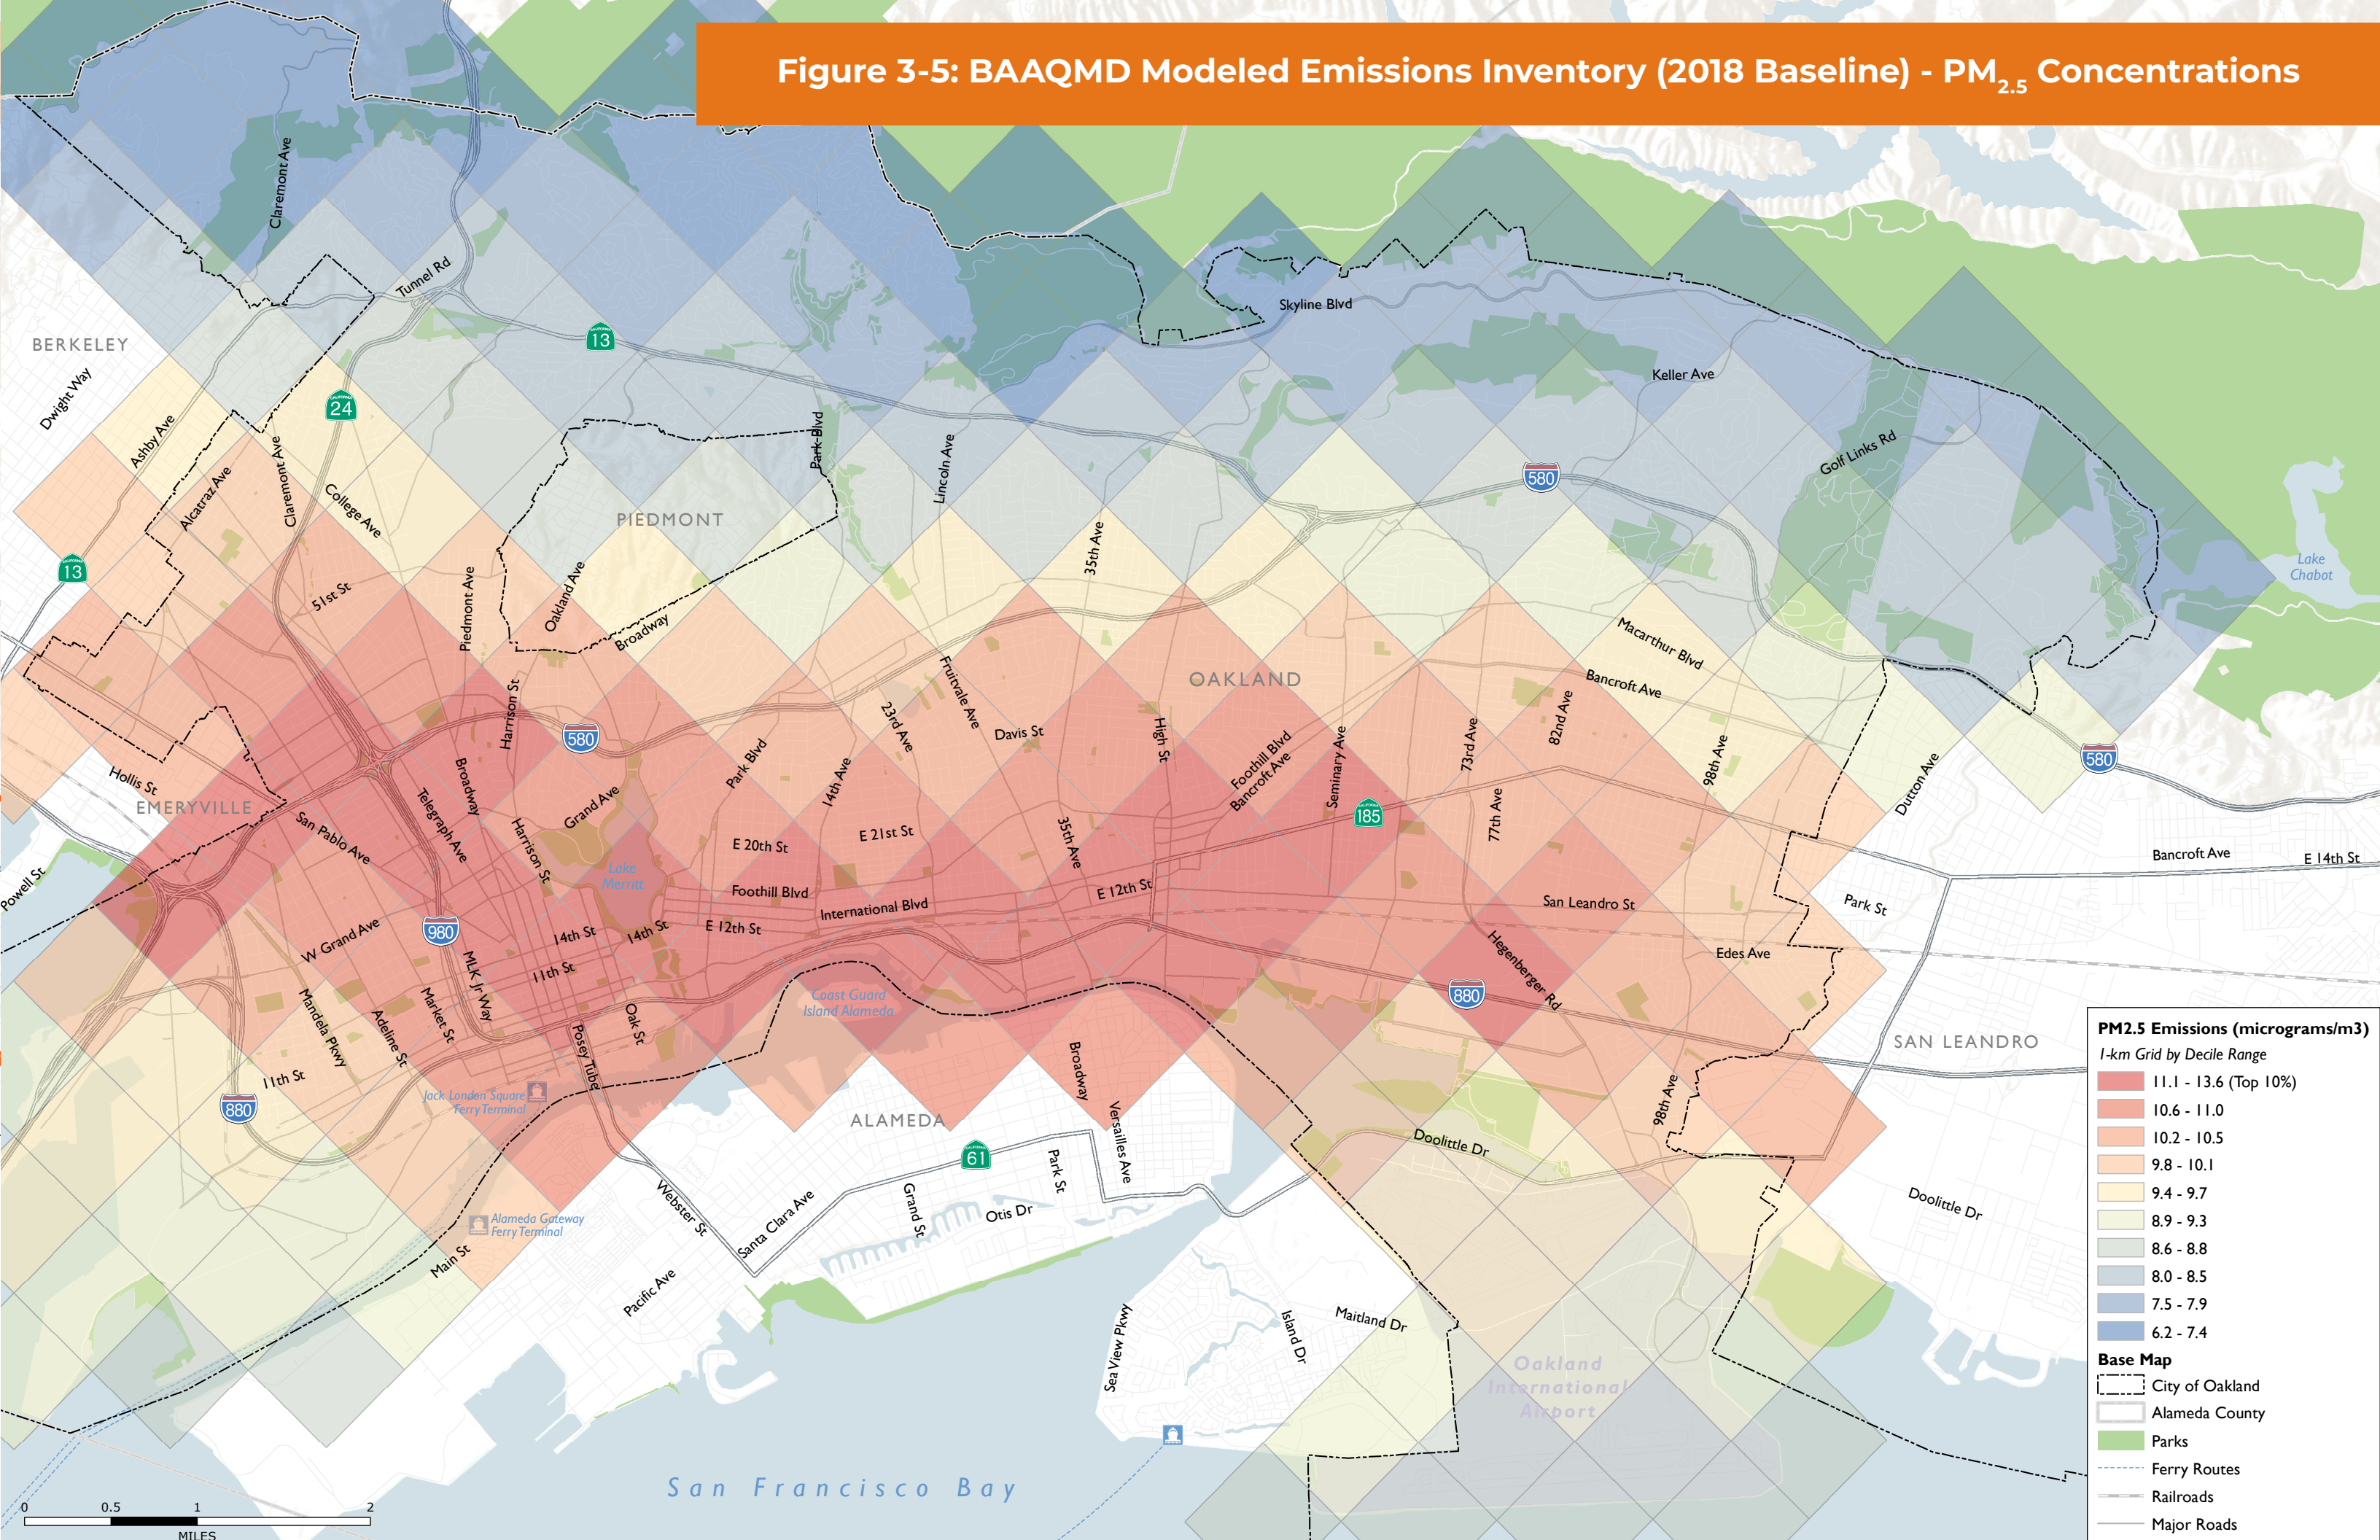 Figure 3-5: BAAQMD Modeled Emissions Inventory (2018 Baseline) - PM2.5 Concentrations
Claremont Ave
Tunnel Rd
Skyline Blvd
13
BERKELEY
Dwight Way
24
Keller Ave
Ashby Ave
Alcatraz Ave
Claremont Ave
College Ave
Park Blvd
Lincoln Ave
Golf Links Rd
580
PIEDMONT
35th Ave
13
Lake
Chabot
51st St
Piedmont Ave
Oakland Ave
Broadway
Macarthur Blvd
OAKLAND
Bancroft Ave
Fruitvale Ave
Harrison St
23rd Ave
Davis St
High St
82nd Ave
73rd Ave
98th Ave
580
580
Hollis St
EMERYVILLE
Broadway
Telegraph Ave
Park Blvd
14th Ave
Foothill Blvd
Bancroft Ave
Seminary Ave
Dutton Ave
San Pablo Ave
Grand Ave
Harrison St
E 20th St
E 21st St
35th Ave
185
77th Ave
Bancroft Ave
E 14th St
Powell St
Lake
Merritt
Foothill Blvd
International Blvd
E 12th St
San Leandro St
Park St
W Grand Ave
980
14th St
14th St
E 12th St
Edes Ave
MLK Jr Way
11th St
Hegenberger Rd
880
Coast Guard
Island Alameda
Mandela Pkwy
Adeline St
Market St
Oak St
Posey Tube
SAN LEANDRO
11th St
880
Jack London Square
Ferry Terminal
Broadway
98th Ave
ALAMEDA
Versailles Ave
Doolittle Dr
61
Park St
Alameda Gateway
Ferry Terminal
Main St
Webster St
Santa Clara Ave
Grand St
Otis Dr
Doolittle Dr
Pacific Ave
Sea View Pkwy
Island Dr
Maitland Dr
Oakland
International
Airport
San Francisco Bay
0 0.5 1 2
MILES
PM2.5 Emissions (micrograms/m3)
1-km Grid by Decile Range
11.1 - 13.6 (Top 10%)
10.6 - 11.0
10.2 - 10.5
9.8 - 10.1
9.4 - 9.7
8.9 - 9.3
8.6 - 8.8
8.0 - 8.5
7.5 - 7.9
6.2 - 7.4
Base Map
City of Oakland
Alameda County
Parks
Ferry Routes
Railroads
Major Roads